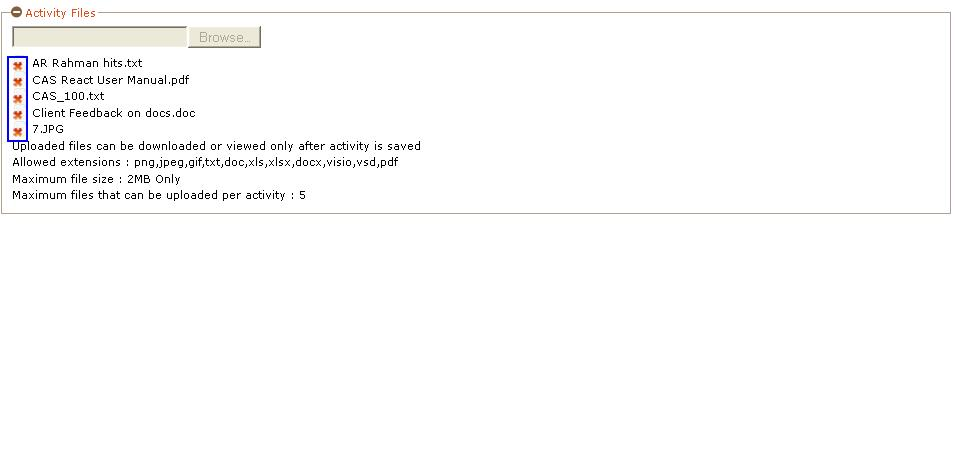 Activity Files
Browse...
AR Rahman hits.txt
CAS React User Manual.pdf
CAS_100.txt
Client Feedback on docs.doc
7.JPG
Uploaded files can be downloaded or viewed only after activity is saved
Allowed extensions : png,jpeg,gif,txt,doc,xls,xlsx,docx,visio,vsd,pdf
Maximum file size : 2MB Only
Maximum files that can be uploaded per activity : 5